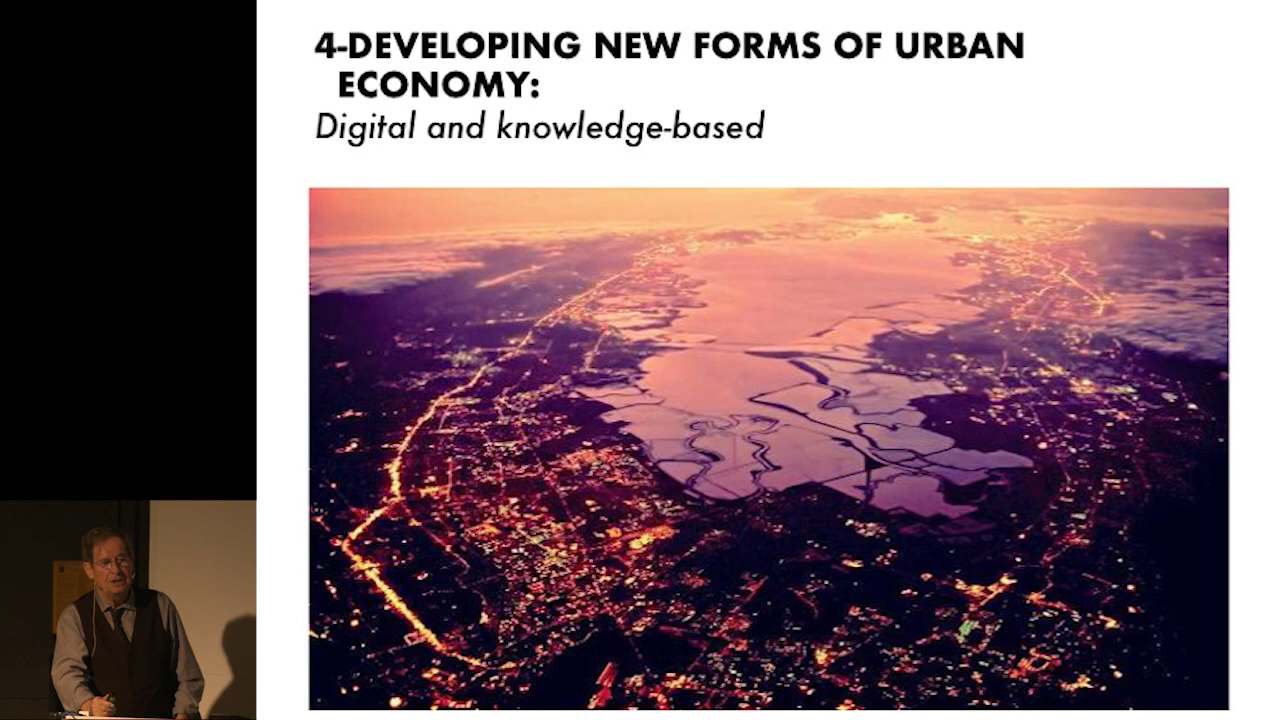 4-DEVELOPING NEW FORMS OF URBAN
ECONOMY:
Digital and knowledge-based